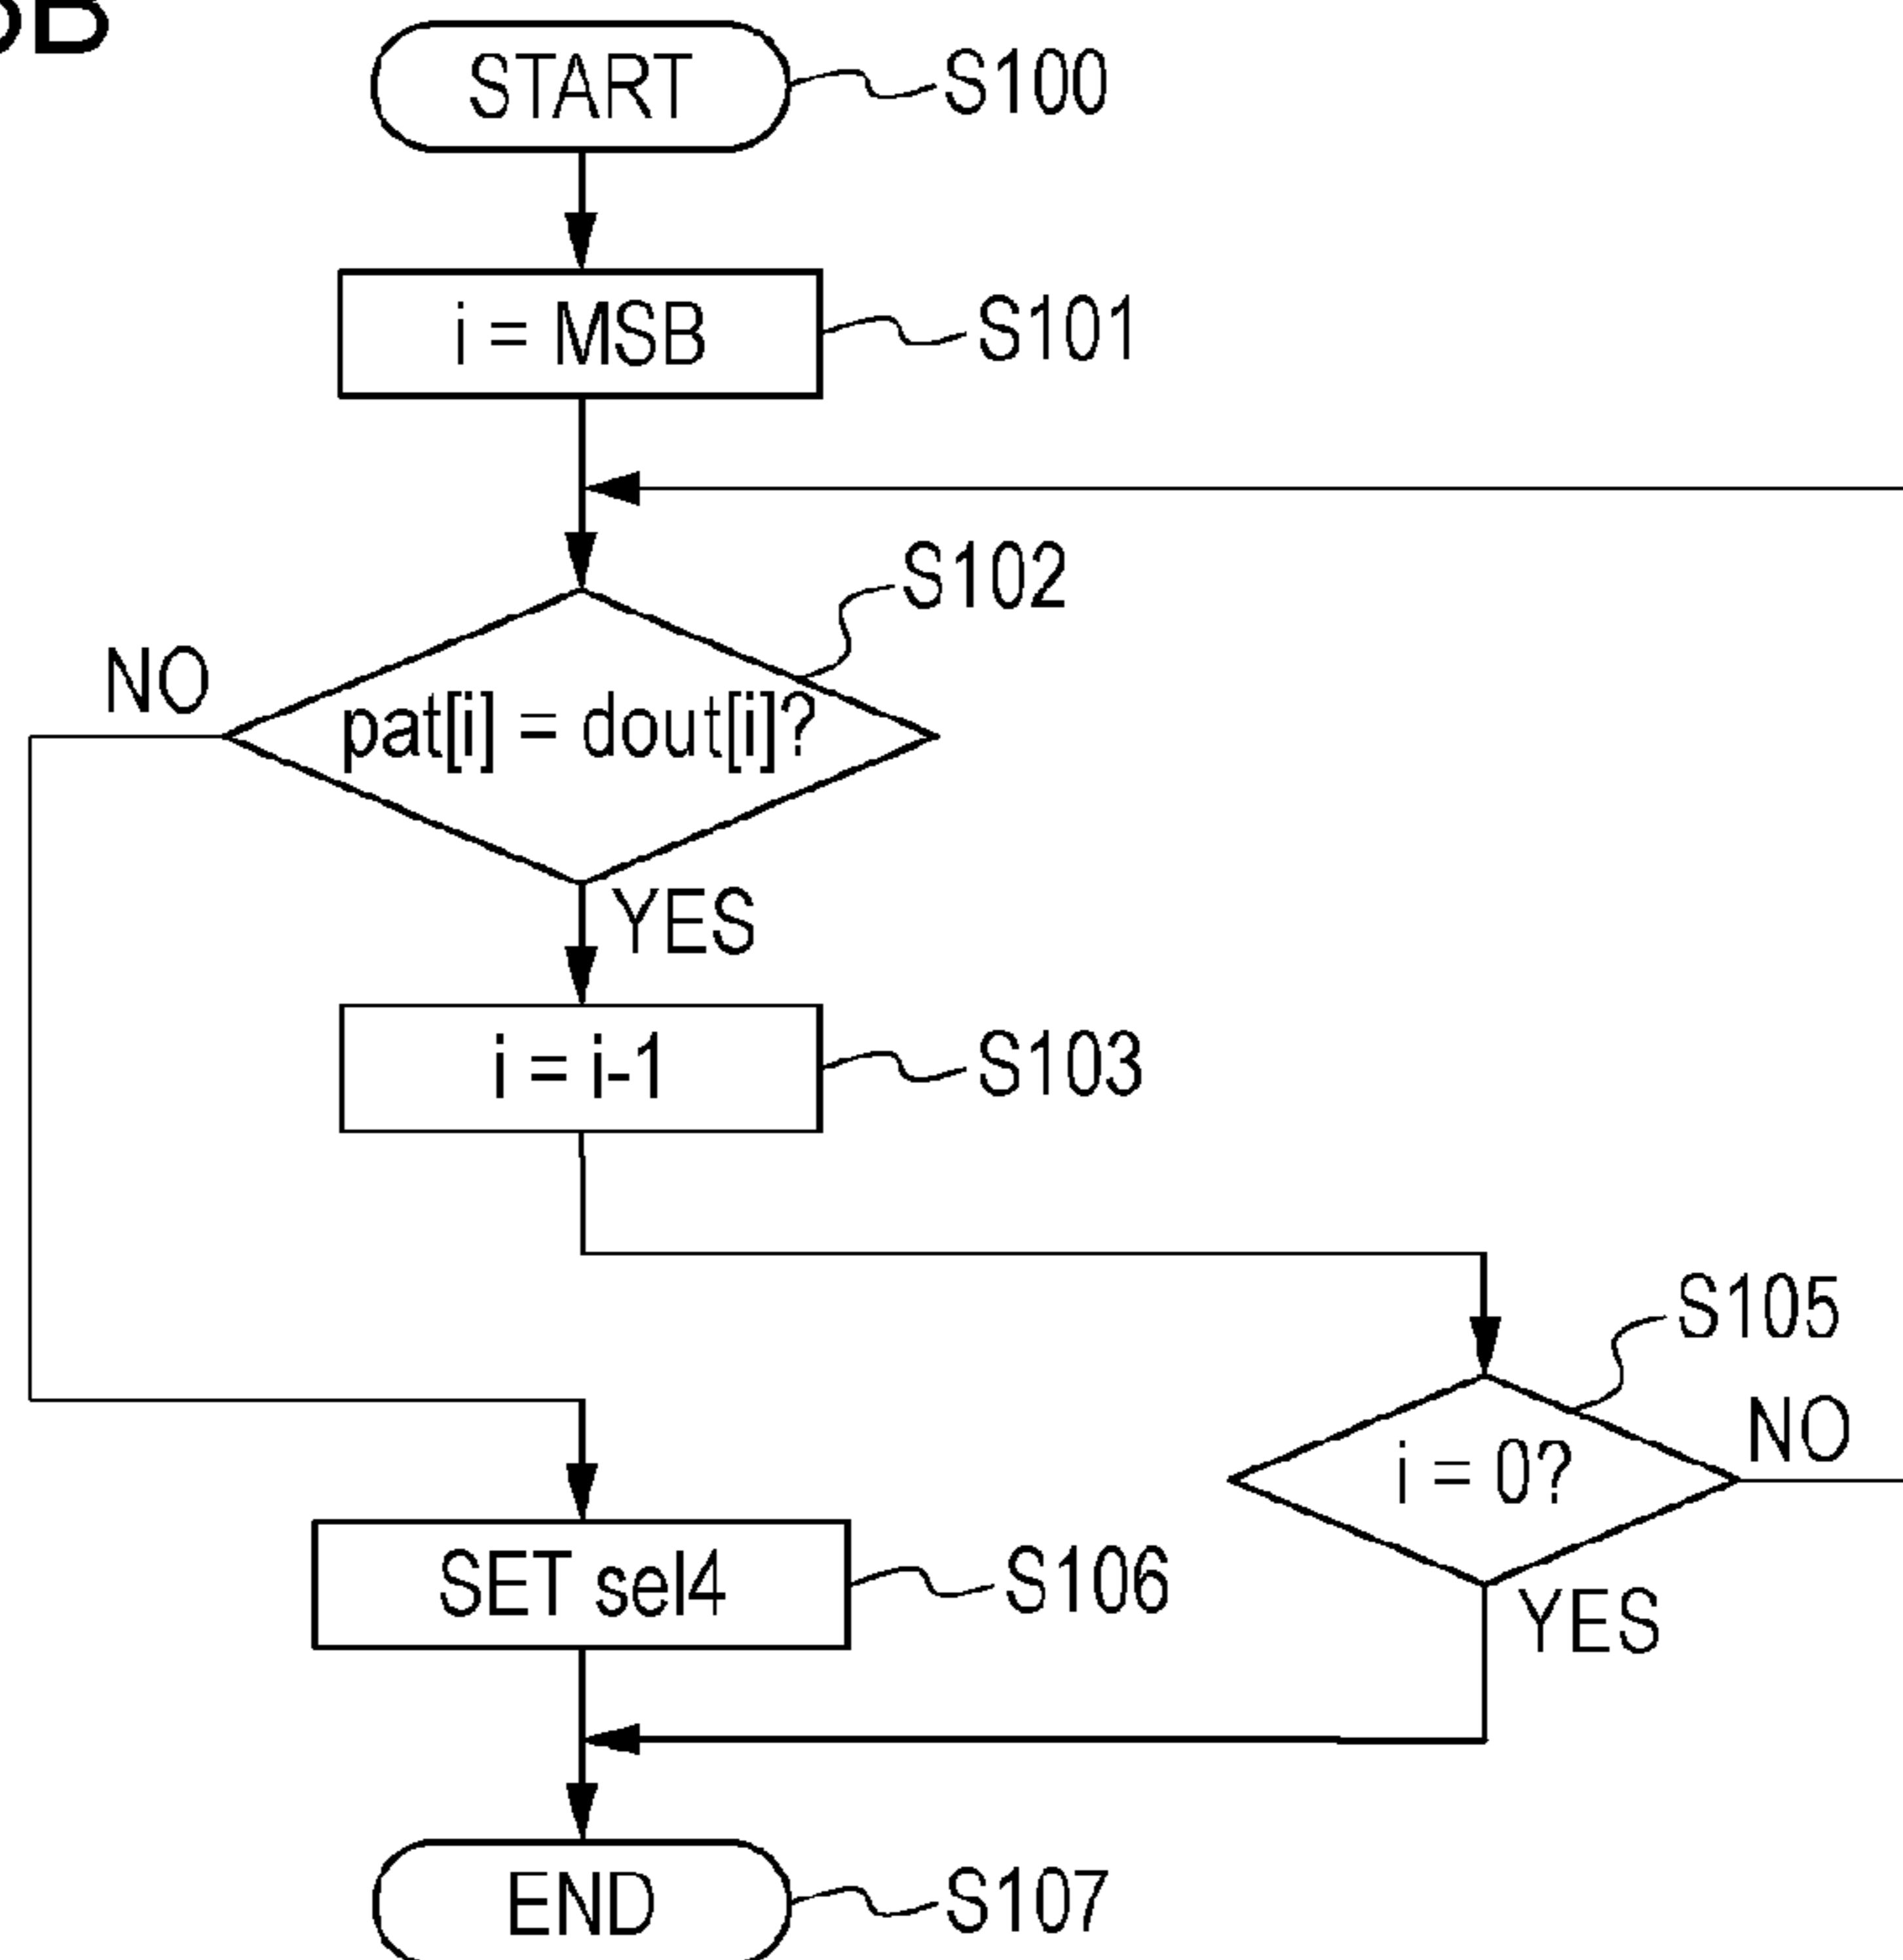 START
S100
i = MSB
S101
S102
NO
pat[i] = dout[i]?
YES
i = i-1
S103
S105
NO
i = 0?
SET sel4
S106
YES
END
S107